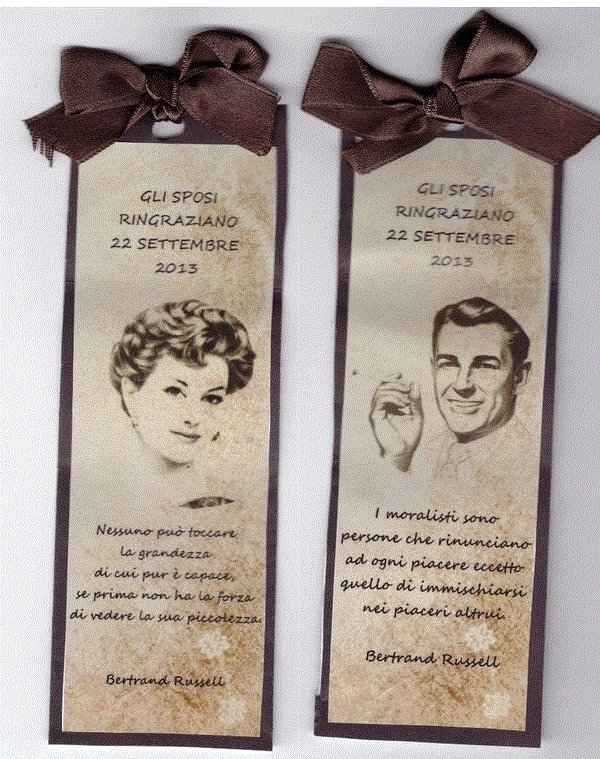 GLI SPOSI
RINGRAZIANO
22 SETTEMBRE
2013
Nessuno può toccare
la grandezza
di cui pur è capace,
se prima non ha la forza
di vedere la sua piccolezza.
Bertrand Russell
GLI SPOSI
RINGRAZIANO
22 SETTEMBRE
2013
I moralisti sono
persone che rinunciano
ad ogni piacere eccetto
quello di immischiarsi
nei piaceri altrui.
Bertrand Russell